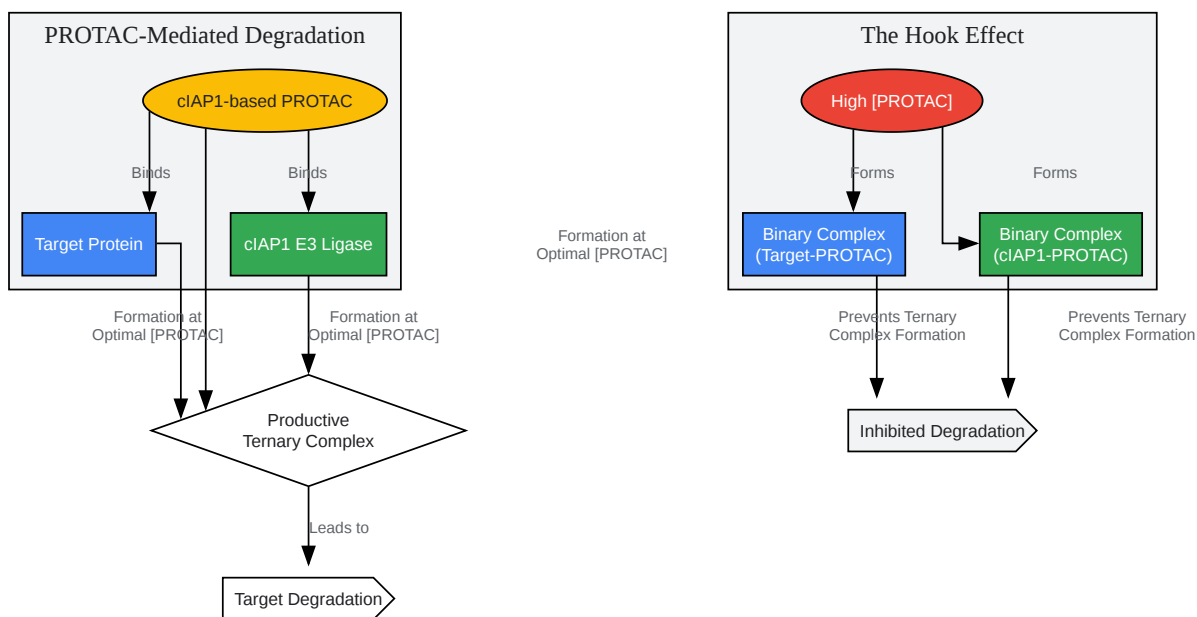 PROTAC-Mediated Degradation
cIAP1-based PROTAC
Binds
Binds
Target Protein
cIAP1 E3 Ligase
Formation at
Optimal [PROTAC]
Formation at
Optimal [PROTAC]
Formation at
Optimal [PROTAC]
Productive
Ternary Complex
Leads to
Target Degradation
The Hook Effect
High [PROTAC]
Forms
Forms
Binary Complex
(Target-PROTAC)
Binary Complex
(cIAP1-PROTAC)
Prevents Ternary
Complex Formation
Prevents Ternary
Complex Formation
Inhibited Degradation